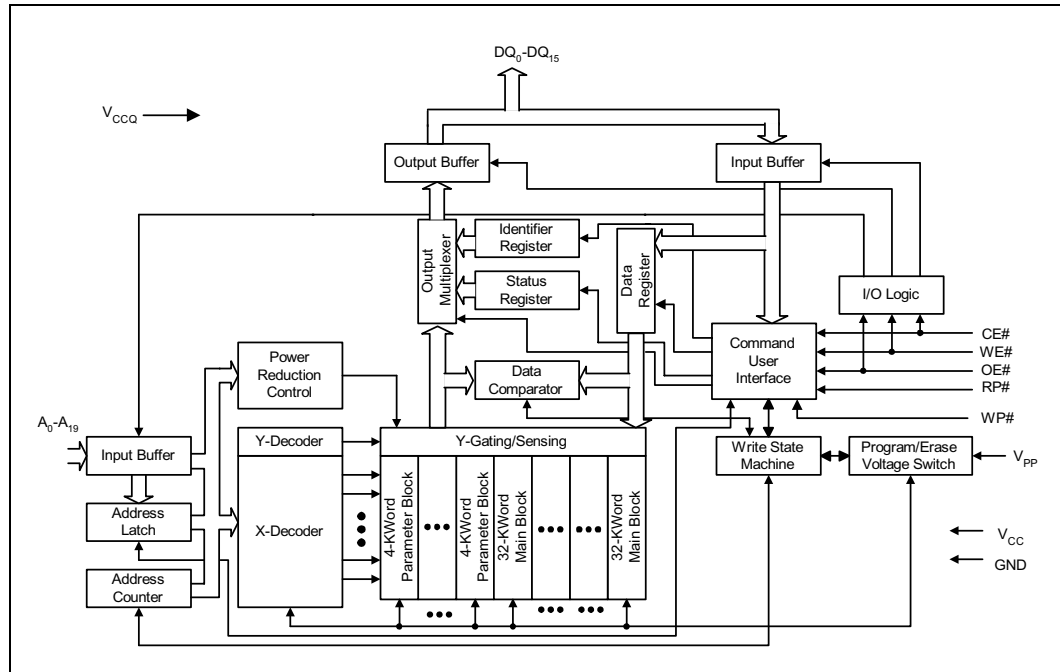 DQ0-DQ15
VCCQ
Output Buffer
Input Buffer
Output
Multiplexer
Identifier
Register
Status
Register
Data
Register
I/O Logic
CE#
WE#
OE#
RP#
WP#
Command
User
Interface
Power
Reduction
Control
Data
Comparator
A0-A19
Input Buffer
Y-Decoder
Y-Gating/Sensing
Write State
Machine
Program/Erase
Voltage Switch
VPP
Address
Latch
X-Decoder
4-KWord
Parameter Block
4-KWord
Parameter Block
32-KWord
Main Block
32-KWord
Main Block
VCC
GND
Address
Counter